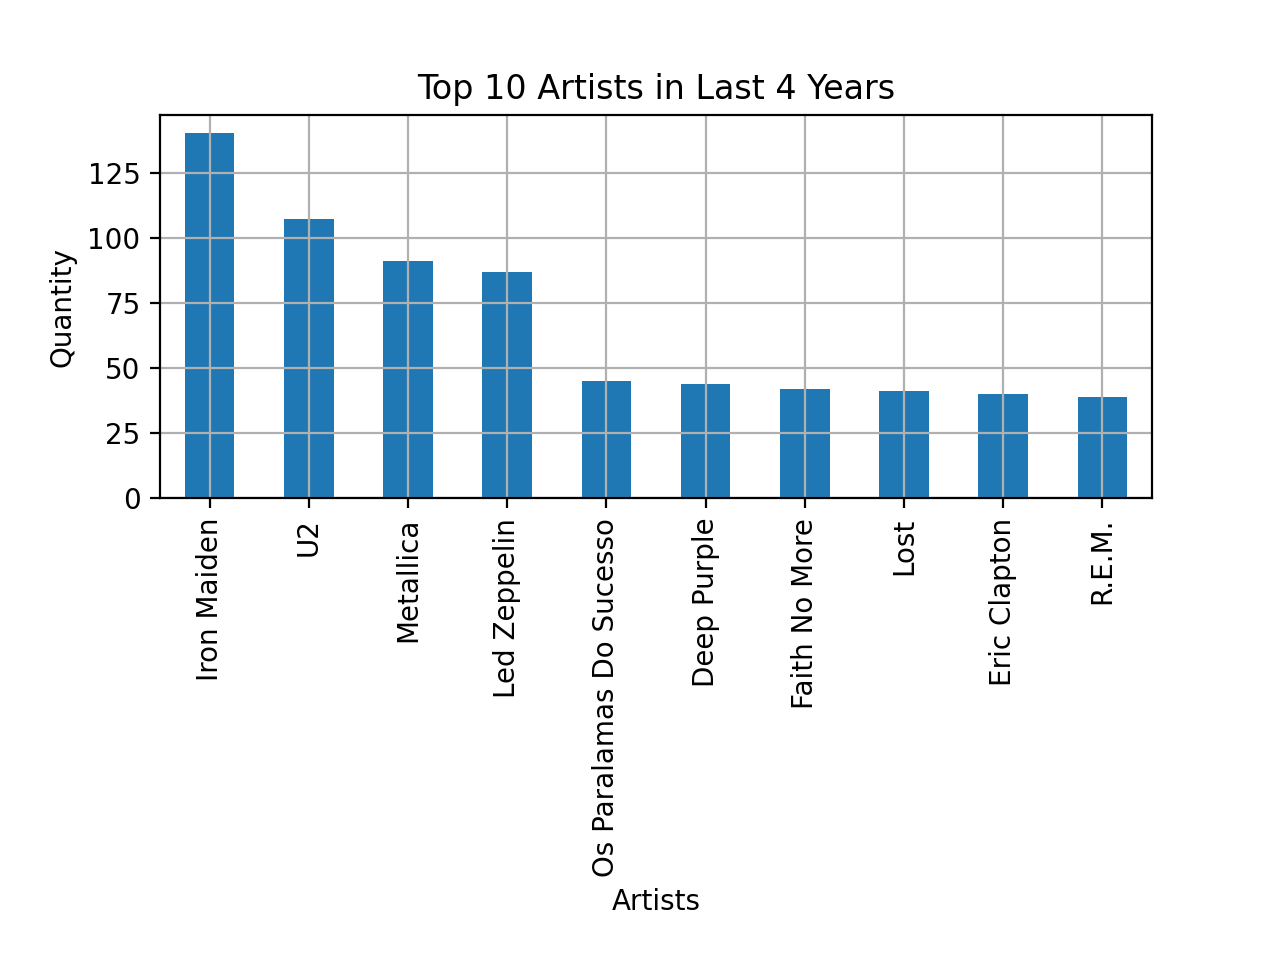 Top 10 Artists in Last 4 Years
Quantity
125
100
75
50
25
0
Iron Maiden
U2
Metallica
Led Zeppelin
Os Paralamas Do Sucesso
Deep Purple
Faith No More
Lost
Eric Clapton
R.E.M.
Artists